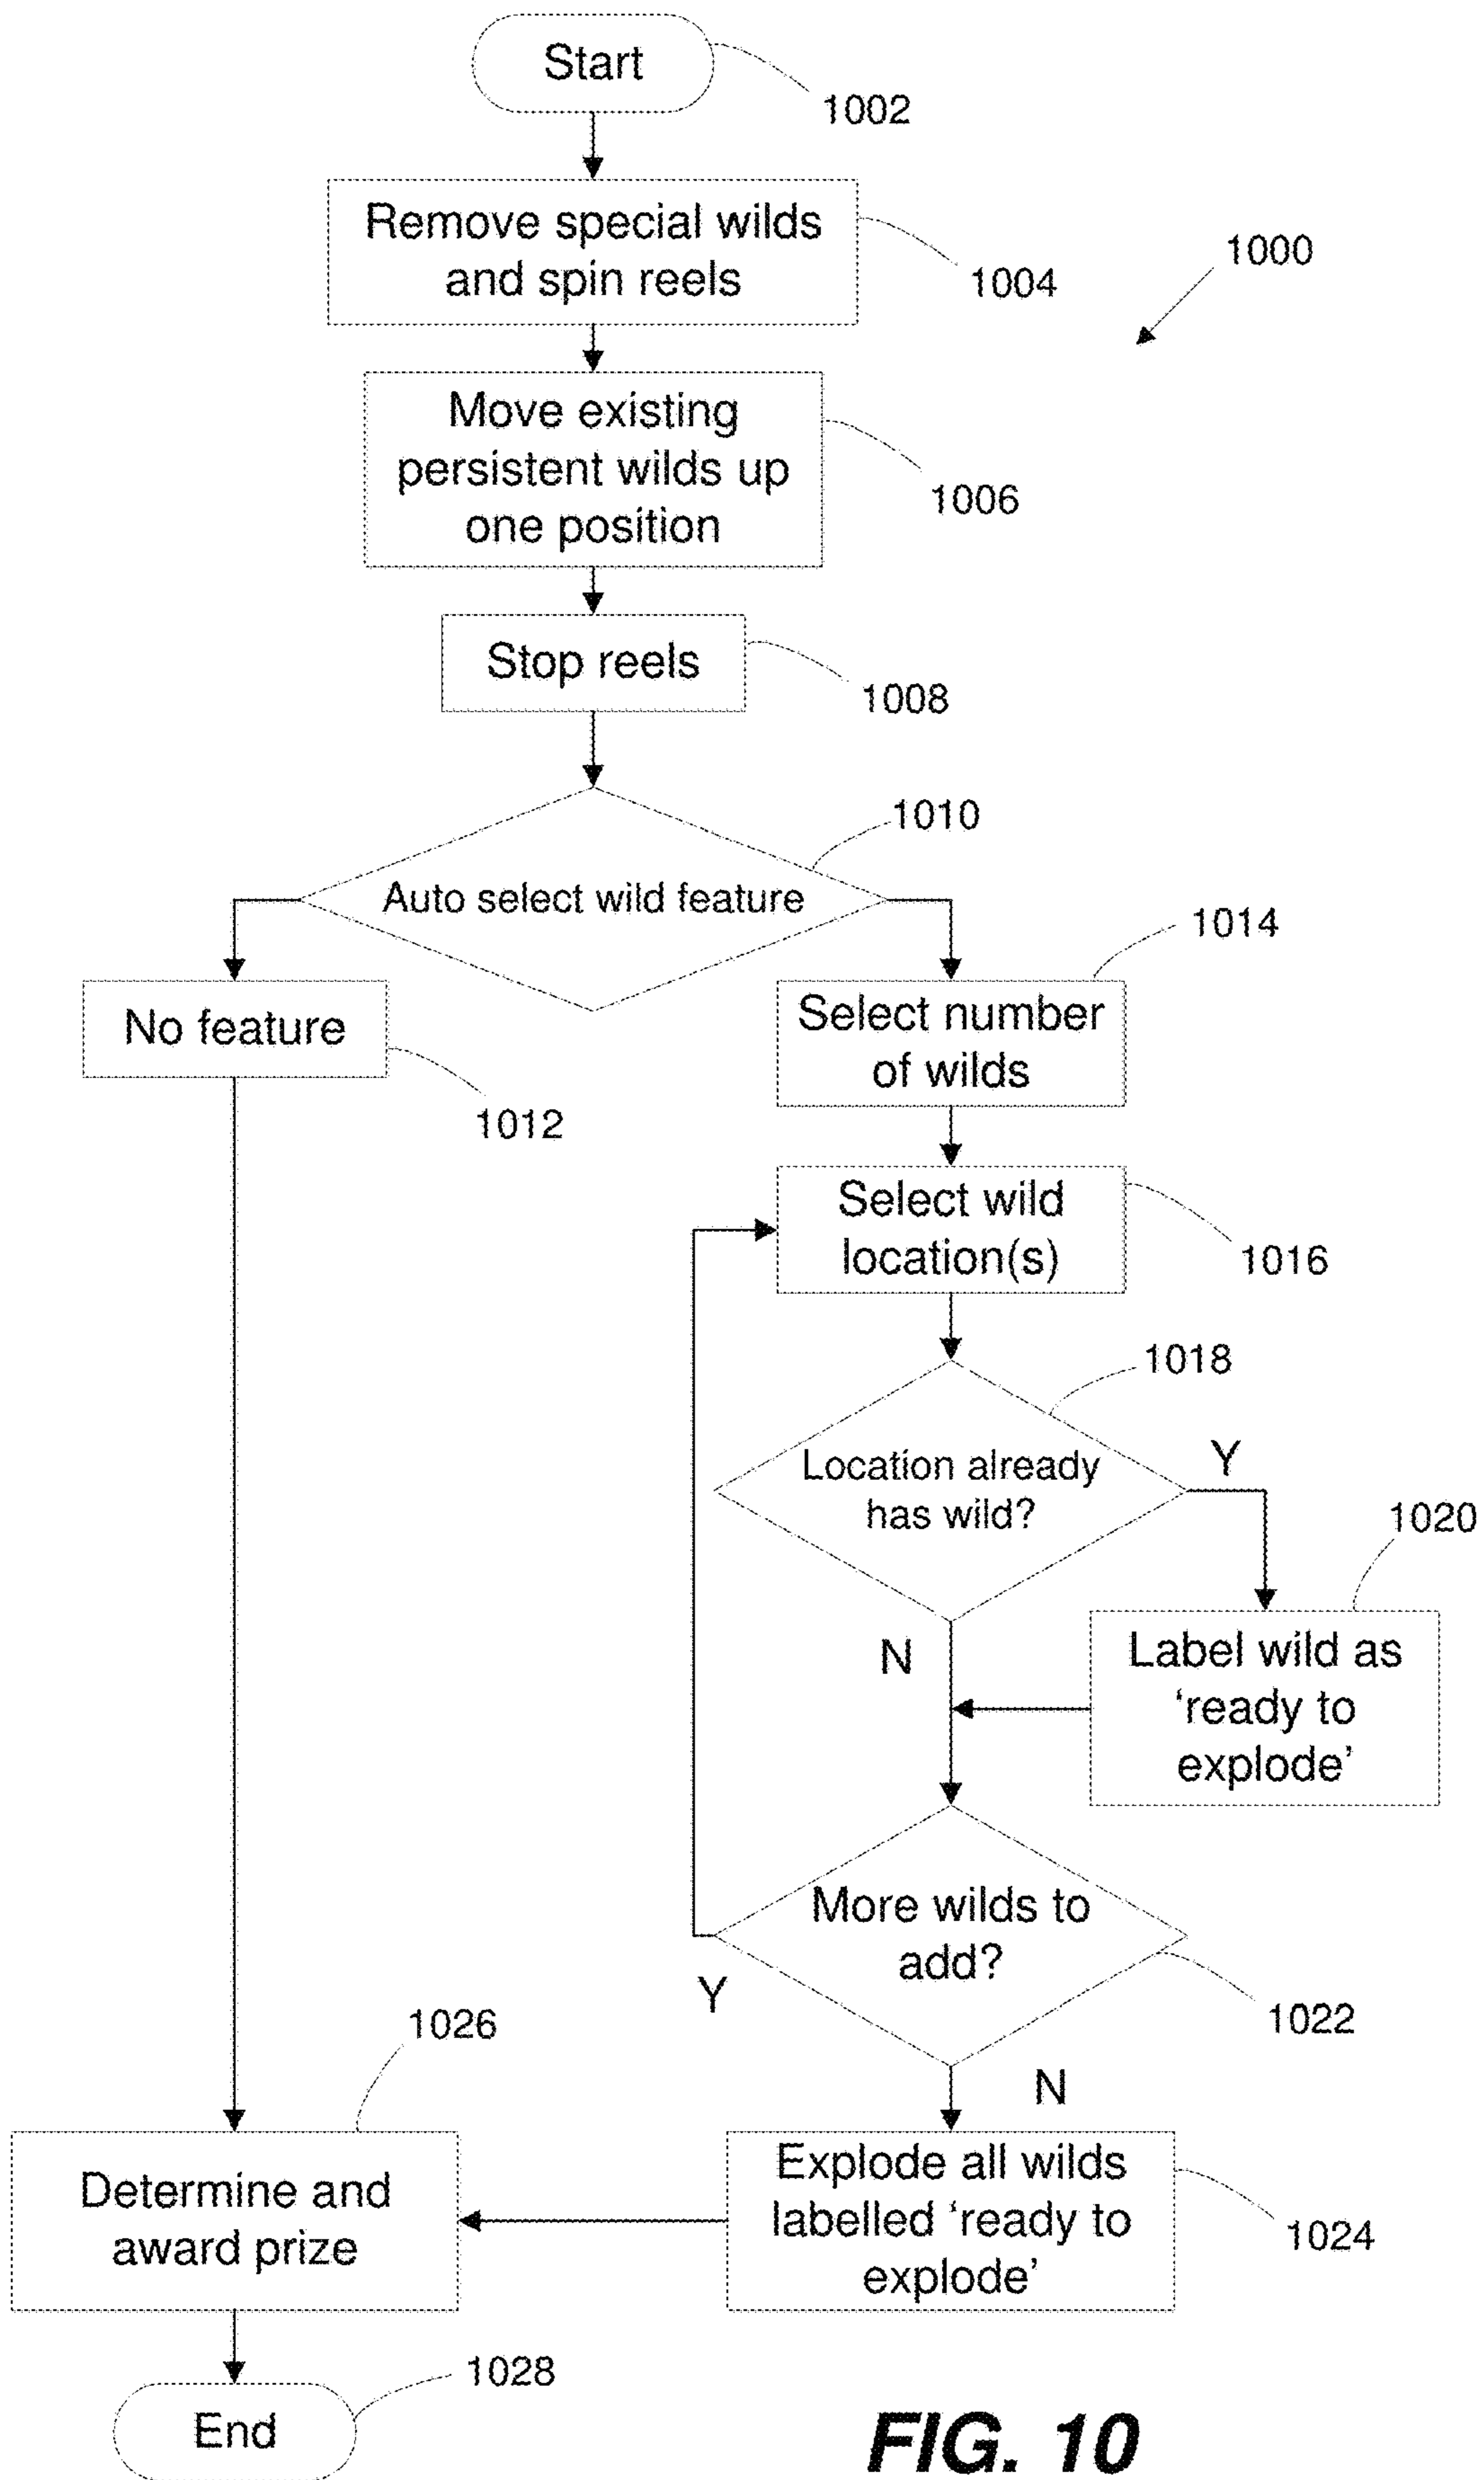 Start
1002
Remove special wilds
and spin reels
1004
1000
Move existing
persistent wilds up
one position
1006
Stop reels
1008
1010
Auto select wild feature
1014
No feature
1012
Select number
of wilds
Select wild
location(s)
1016
1018
Location already
has wild?
Y
1020
N
Label wild as
‘ready to
explode’
More wilds to
add?
Y
1022
1026
N
Determine and
award prize
Explode all wilds
labelled ‘ready to
explode’
1024
1028
End
FIG. 10